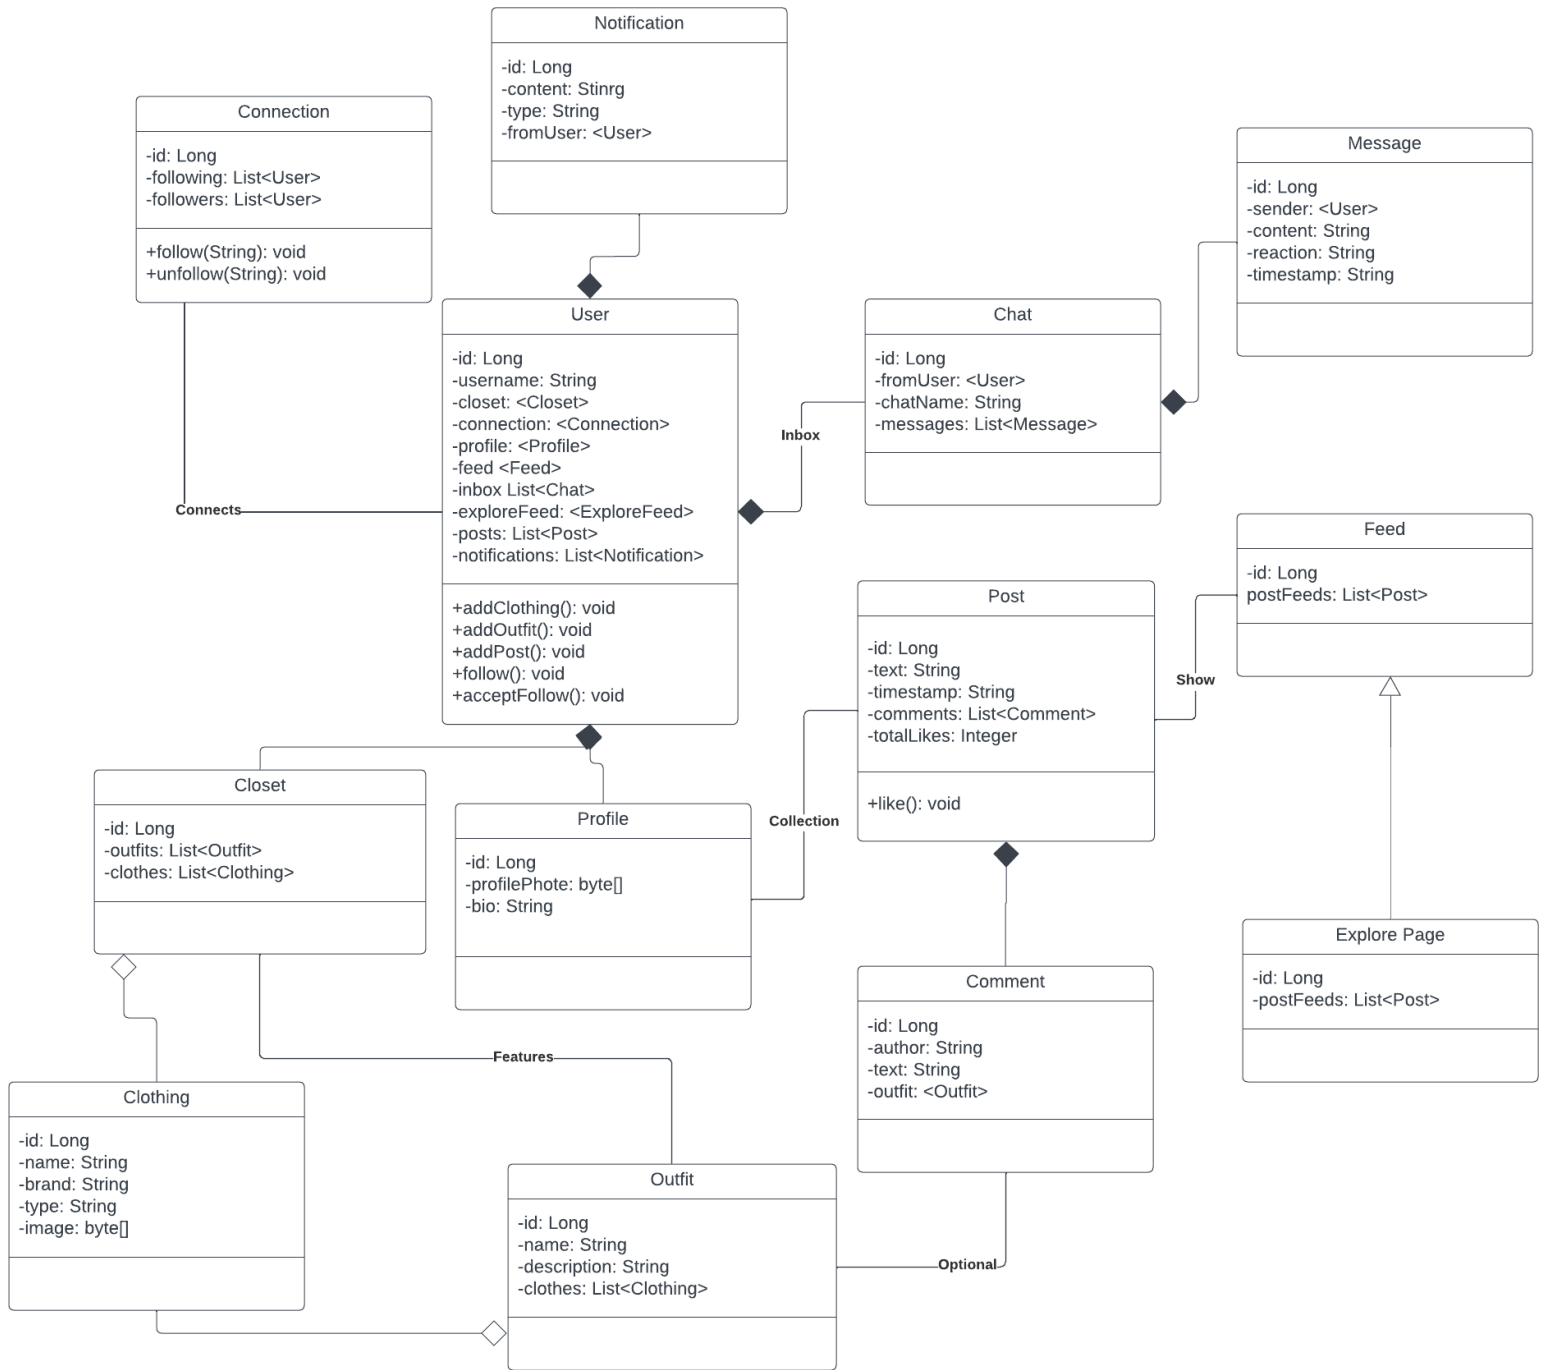 Notification
-id: Long
-content: Stinrg
-type: String
-fromUser: <User>
Connection
-id: Long
-following: List<User>
-followers: List<User>
+follow(String): void
+unfollow(String): void
Message
-id: Long
-sender: <User>
-content: String
-reaction: String
-timestamp: String
User
-id: Long
-username: String
-closet: <Closet>
-connection: <Connection>
-profile: <Profile>
-feed <Feed>
-inbox List<Chat>
-exploreFeed: <ExploreFeed>
-posts: List<Post>
-notifications: List<Notification>
+addClothing(): void
+addOutfit(): void
+addPost(): void
+follow(): void
+acceptFollow(): void
Chat
-id: Long
-fromUser: <User>
-chatName: String
-messages: List<Message>
Inbox
Connects
Feed
-id: Long
postFeeds: List<Post>
Post
-id: Long
-text: String
-timestamp: String
-comments: List<Comment>
-totalLikes: Integer
+like(): void
Show
Closet
-id: Long
-outfits: List<Outfit>
-clothes: List<Clothing>
Profile
-id: Long
-profilePhote: byte[]
-bio: String
Collection
Explore Page
-id: Long
-postFeeds: List<Post>
Comment
-id: Long
-author: String
-text: String
-outfit: <Outfit>
Features
Clothing
-id: Long
-name: String
-brand: String
-type: String
-image: byte[]
Outfit
-id: Long
-name: String
-description: String
-clothes: List<Clothing>
Optional